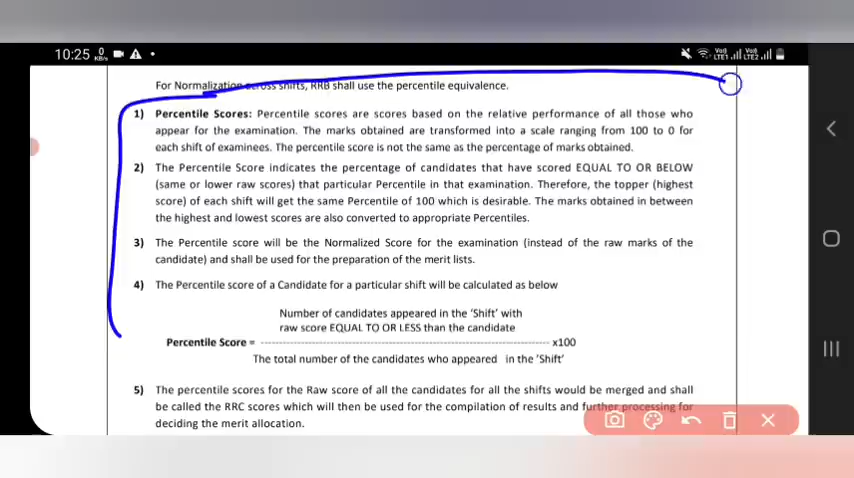 10:25 0 KB/s Vo) LTE1 Vo) LTE2
For Normalization across shifts, RRB shall use the percentile equivalence.
1) Percentile Scores: Percentile scores are scores based on the relative performance of all those who
appear for the examination. The marks obtained are transformed into a scale ranging from 100 to 0 for
each shift of examinees. The percentile score is not the same as the percentage of marks obtained.
2) The Percentile Score indicates the percentage of candidates that have scored EQUAL TO OR BELOW
(same or lower raw scores) that particular Percentile in that examination. Therefore, the topper (highest
score) of each shift will get the same Percentile of 100 which is desirable. The marks obtained in between
the highest and lowest scores are also converted to appropriate Percentiles.
3) The Percentile score will be the Normalized Score for the examination (instead of the raw marks of the
candidate) and shall be used for the preparation of the merit lists.
4) The Percentile score of a Candidate for a particular shift will be calculated as below
Number of candidates appeared in the 'Shift' with
raw score EQUAL TO OR LESS than the candidate
Percentile Score = ---------------------------------------------------------------------- x100
The total number of the candidates who appeared in the 'Shift'
5) The percentile scores for the Raw score of all the candidates for all the shifts would be merged and shall
be called the RRC scores which will then be used for the compilation of results and further processing for
deciding the merit allocation.